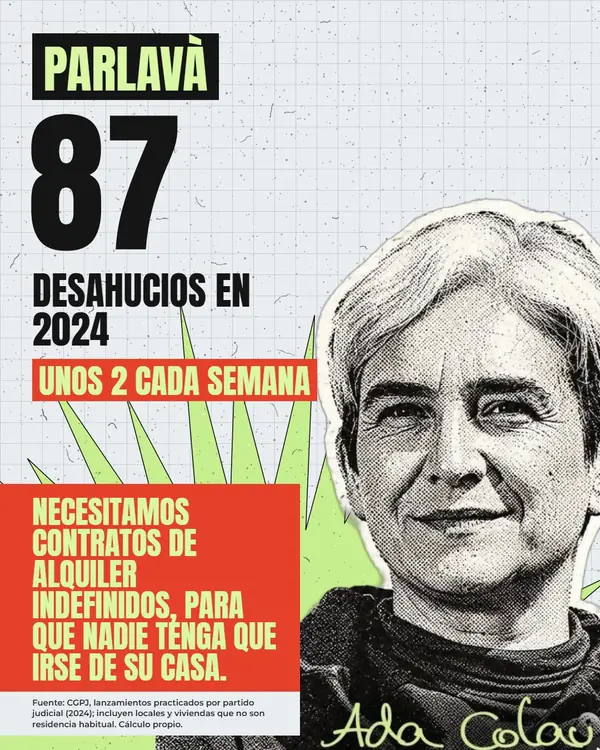 PARLAVÀ
87
DESAHUCIOS EN
2024
UNOS 2 CADA SEMANA
NECESITAMOS
CONTRATOS DE
ALQUILER
INDEFINIDOS, PARA
QUE NADIE TENGA QUE
IRSE DE SU CASA.
Fuente: CGPJ, lanzamientos practicados por partido
judicial (2024); incluyen locales y viviendas que no son
residencia habitual. Cálculo propio.
Ada Colau